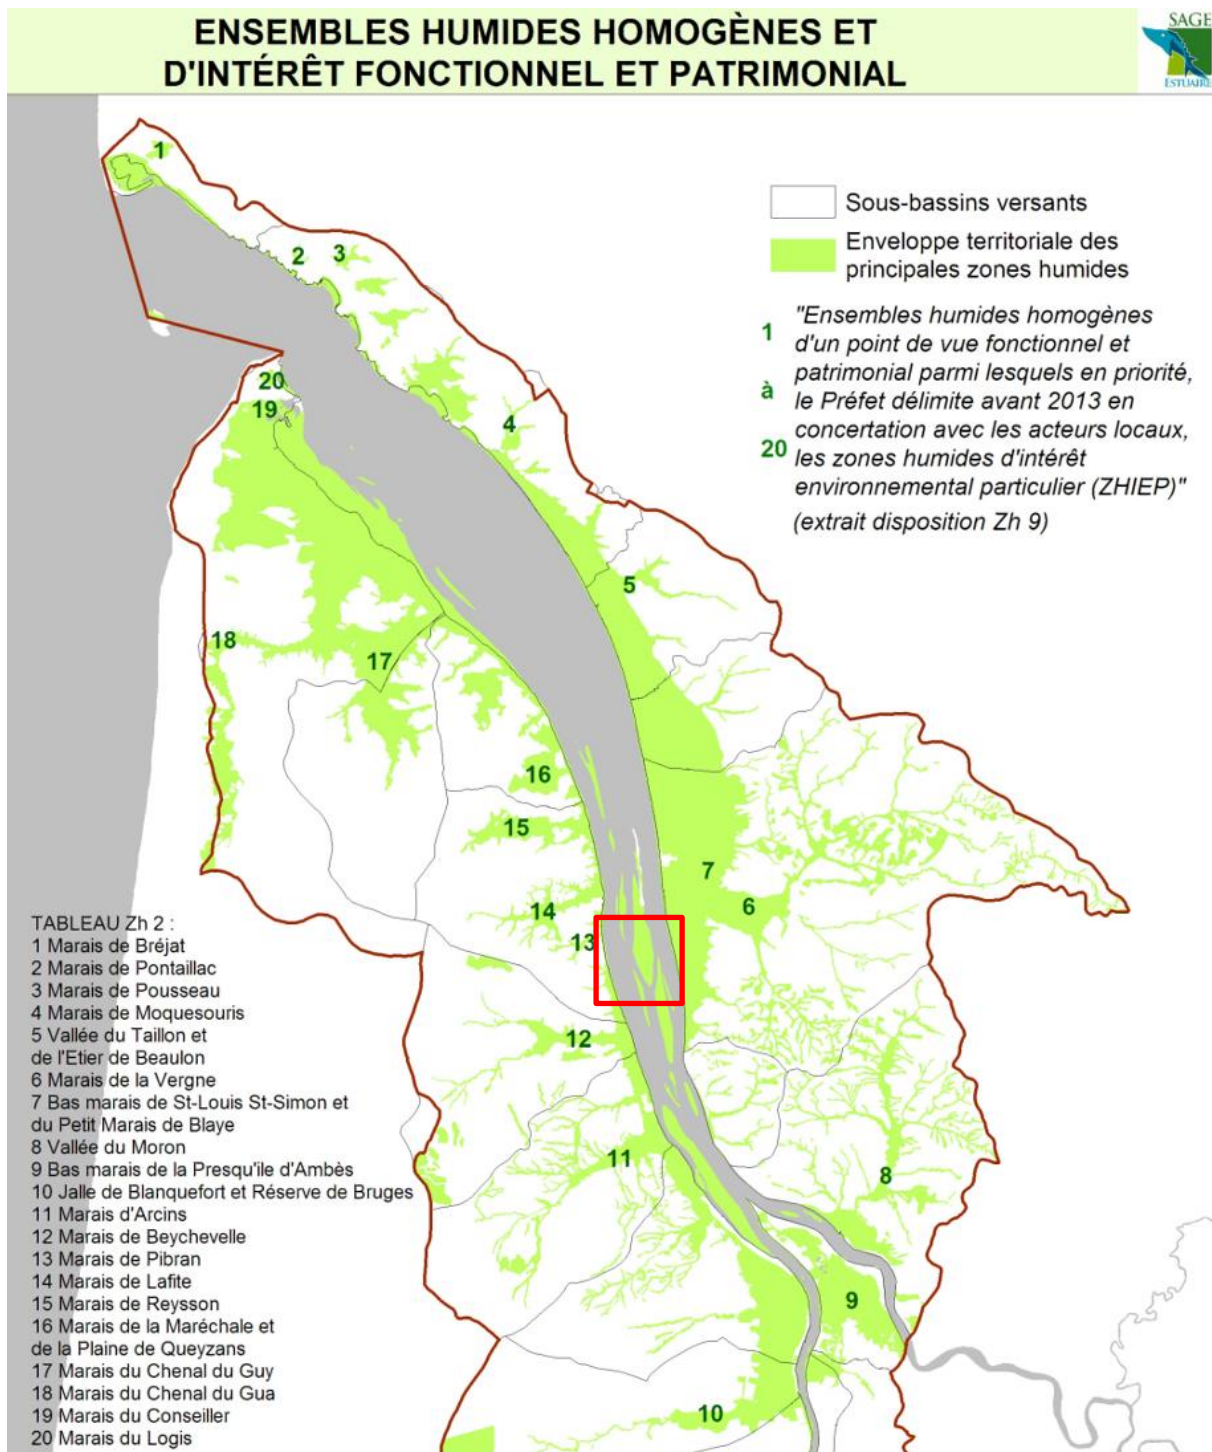 ENSEMBLES HUMIDES HOMOGÈNES ET
D'INTÉRÊT FONCTIONNEL ET PATRIMONIAL
SAGE
ESTUAIRE
Sous-bassins versants
Enveloppe territoriale des
principales zones humides
1 "Ensembles humides homogènes
d'un point de vue fonctionnel et
patrimonial parmi lesquels en priorité,
à le Préfet délimite avant 2013 en
concertation avec les acteurs locaux,
20 les zones humides d'intérêt
environnemental particulier (ZHIEP)"
(extrait disposition Zh 9)
1
2
3
20
19
4
5
18
17
16
15
7
6
14
13
12
11
8
9
10
TABLEAU Zh 2 :
1 Marais de Bréjat
2 Marais de Pontaillac
3 Marais de Pousseau
4 Marais de Moquesouris
5 Vallée du Taillon et
de l'Etier de Beaulon
6 Marais de la Vergne
7 Bas marais de St-Louis St-Simon et
du Petit Marais de Blaye
8 Vallée du Moron
9 Bas marais de la Presqu'ile d'Ambès
10 Jalle de Blanquefort et Réserve de Bruges
11 Marais d'Arcins
12 Marais de Beychevelle
13 Marais de Pibran
14 Marais de Lafite
15 Marais de Reysson
16 Marais de la Maréchale et
de la Plaine de Queyzans
17 Marais du Chenal du Guy
18 Marais du Chenal du Gua
19 Marais du Conseiller
20 Marais du Logis